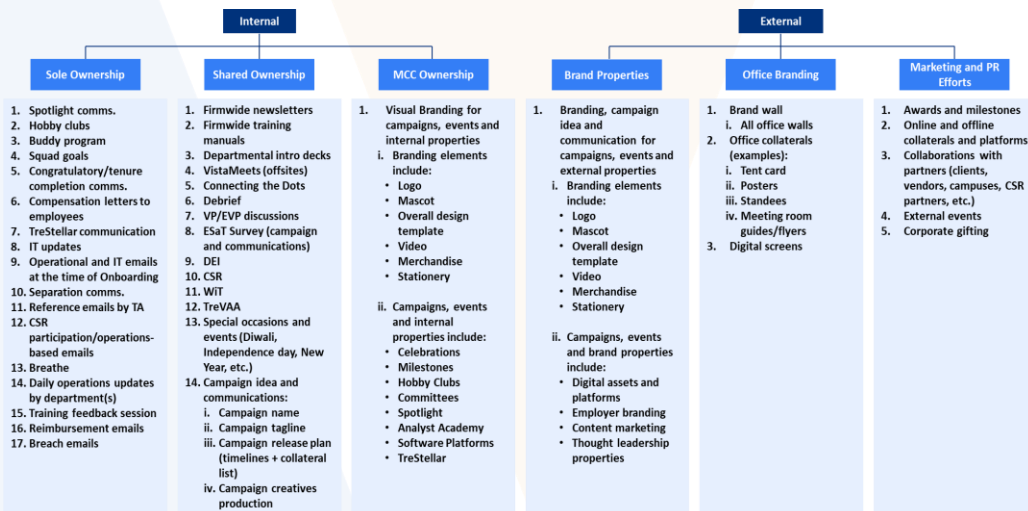 Internal
External
Sole Ownership
Shared Ownership
MCC Ownership
Brand Properties
Office Branding
Marketing and PR
Efforts
1. Spotlight comms.
2. Hobby clubs
3. Buddy program
4. Squad goals
5. Congratulatory/tenure
completion comms.
6. Compensation letters to
employees
7. TreStellar communication
8. IT updates
9. Operational and IT emails
at the time of Onboarding
10. Separation comms.
11. Reference emails by TA
12. CSR
participation/operations-
based emails
13. Breathe
14. Daily operations updates
by department(s)
15. Training feedback session
16. Reimbursement emails
17. Breach emails
1. Firmwide newsletters
2. Firmwide training
manuals
3. Departmental intro decks
4. VistaMeets (offsites)
5. Connecting the Dots
6. Debrief
7. VP/EVP discussions
8. ESaT Survey (campaign
and communications)
9. DEI
10. CSR
11. WiT
12. TreVAA
13. Special occasions and
events (Diwali,
Independence day, New
Year, etc.)
14. Campaign idea and
communications:
i. Campaign name
ii. Campaign tagline
iii. Campaign release plan
(timelines + collateral
list)
iv. Campaign creatives
production
1. Visual Branding for
campaigns, events and
internal properties
i. Branding elements
include:
• Logo
• Mascot
• Overall design
template
• Video
• Merchandise
• Stationery
ii. Campaigns, events
and internal
properties include:
• Celebrations
• Milestones
• Hobby Clubs
• Committees
• Spotlight
• Analyst Academy
• Software Platforms
• TreStellar
1. Branding, campaign
idea and
communication for
campaigns, events and
external properties
i. Branding elements
include:
• Logo
• Mascot
• Overall design
template
• Video
• Merchandise
• Stationery
ii. Campaigns, events
and brand properties
include:
• Digital assets and
platforms
• Employer branding
• Content marketing
• Thought leadership
properties
1. Brand wall
i. All office walls
2. Office collaterals
(examples):
i. Tent card
ii. Posters
iii. Standees
iv. Meeting room
guides/flyers
3. Digital screens
1. Awards and milestones
2. Online and offline
collaterals and platforms
3. Collaborations with
partners (clients,
vendors, campuses, CSR
partners, etc.)
4. External events
5. Corporate gifting